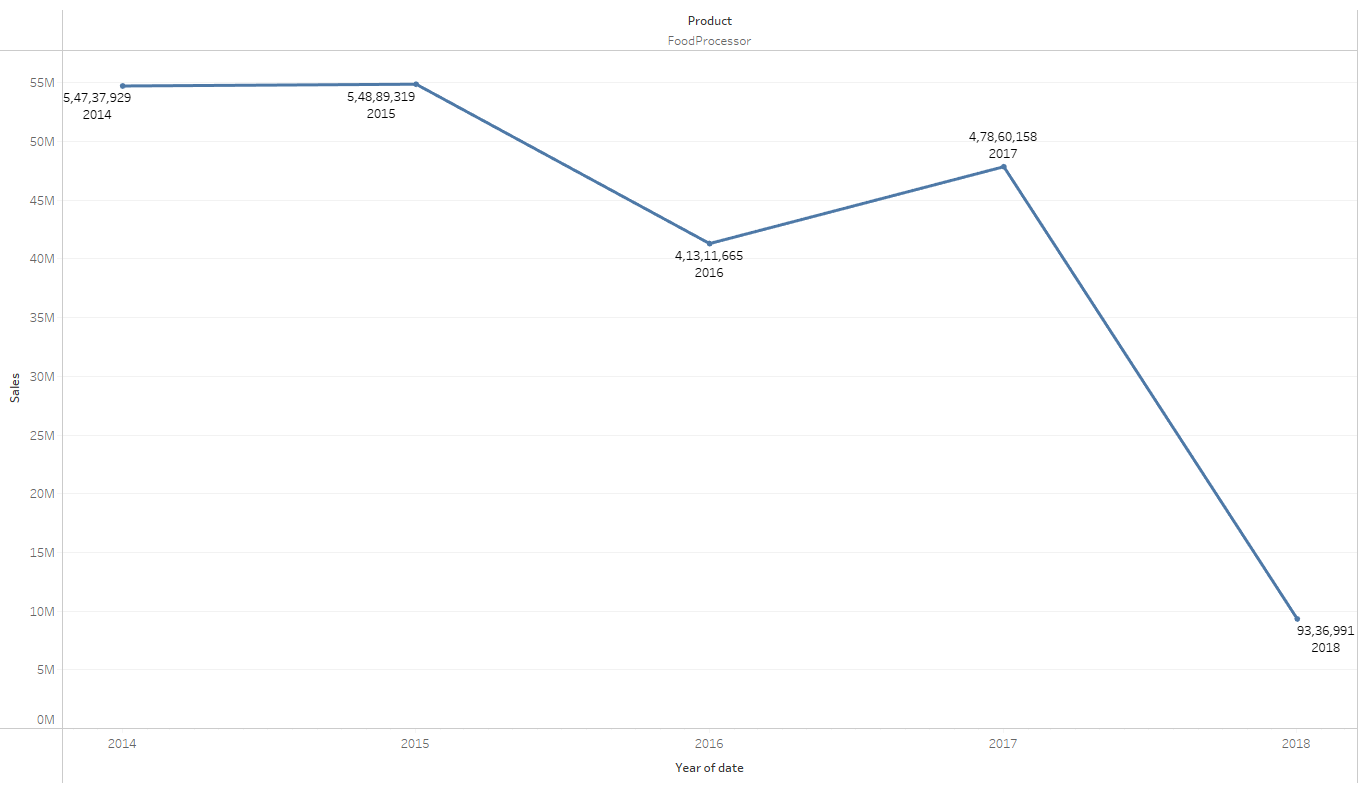 Product
FoodProcessor
55M
50M
45M
40M
35M
30M
25M
20M
15M
10M
5M
0M
Sales
5,47,37,929
2014
5,48,89,319
2015
4,13,11,665
2016
4,78,60,158
2017
93,36,991
2018
2014
2015
2016
2017
2018
Year of date